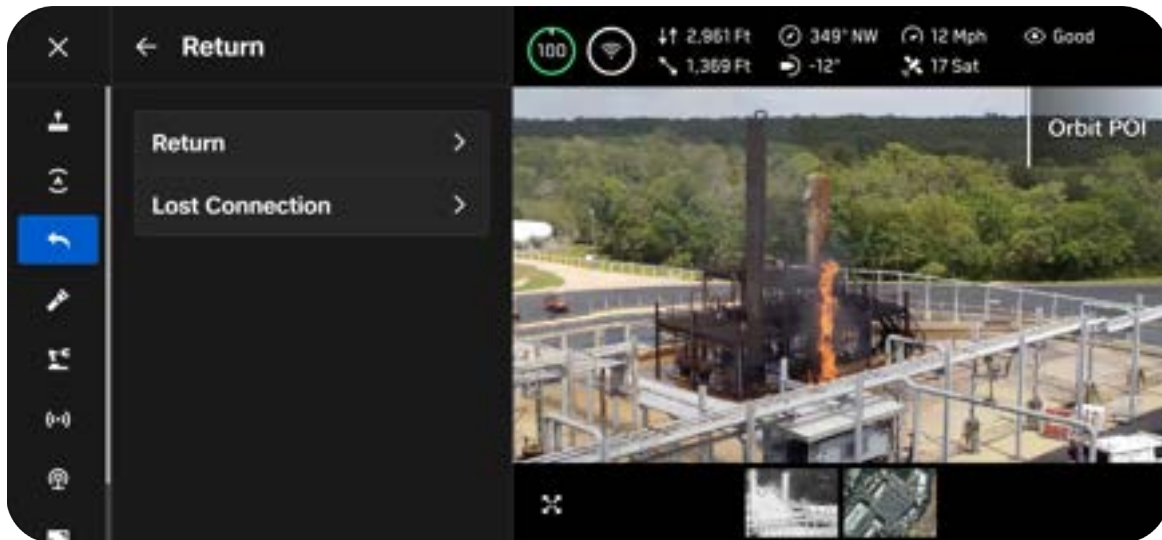 Return
Return
Lost Connection
100
2,961 Ft
349° NW
12 Mph
Good
1,369 Ft
-12°
17 Sat
Orbit POI